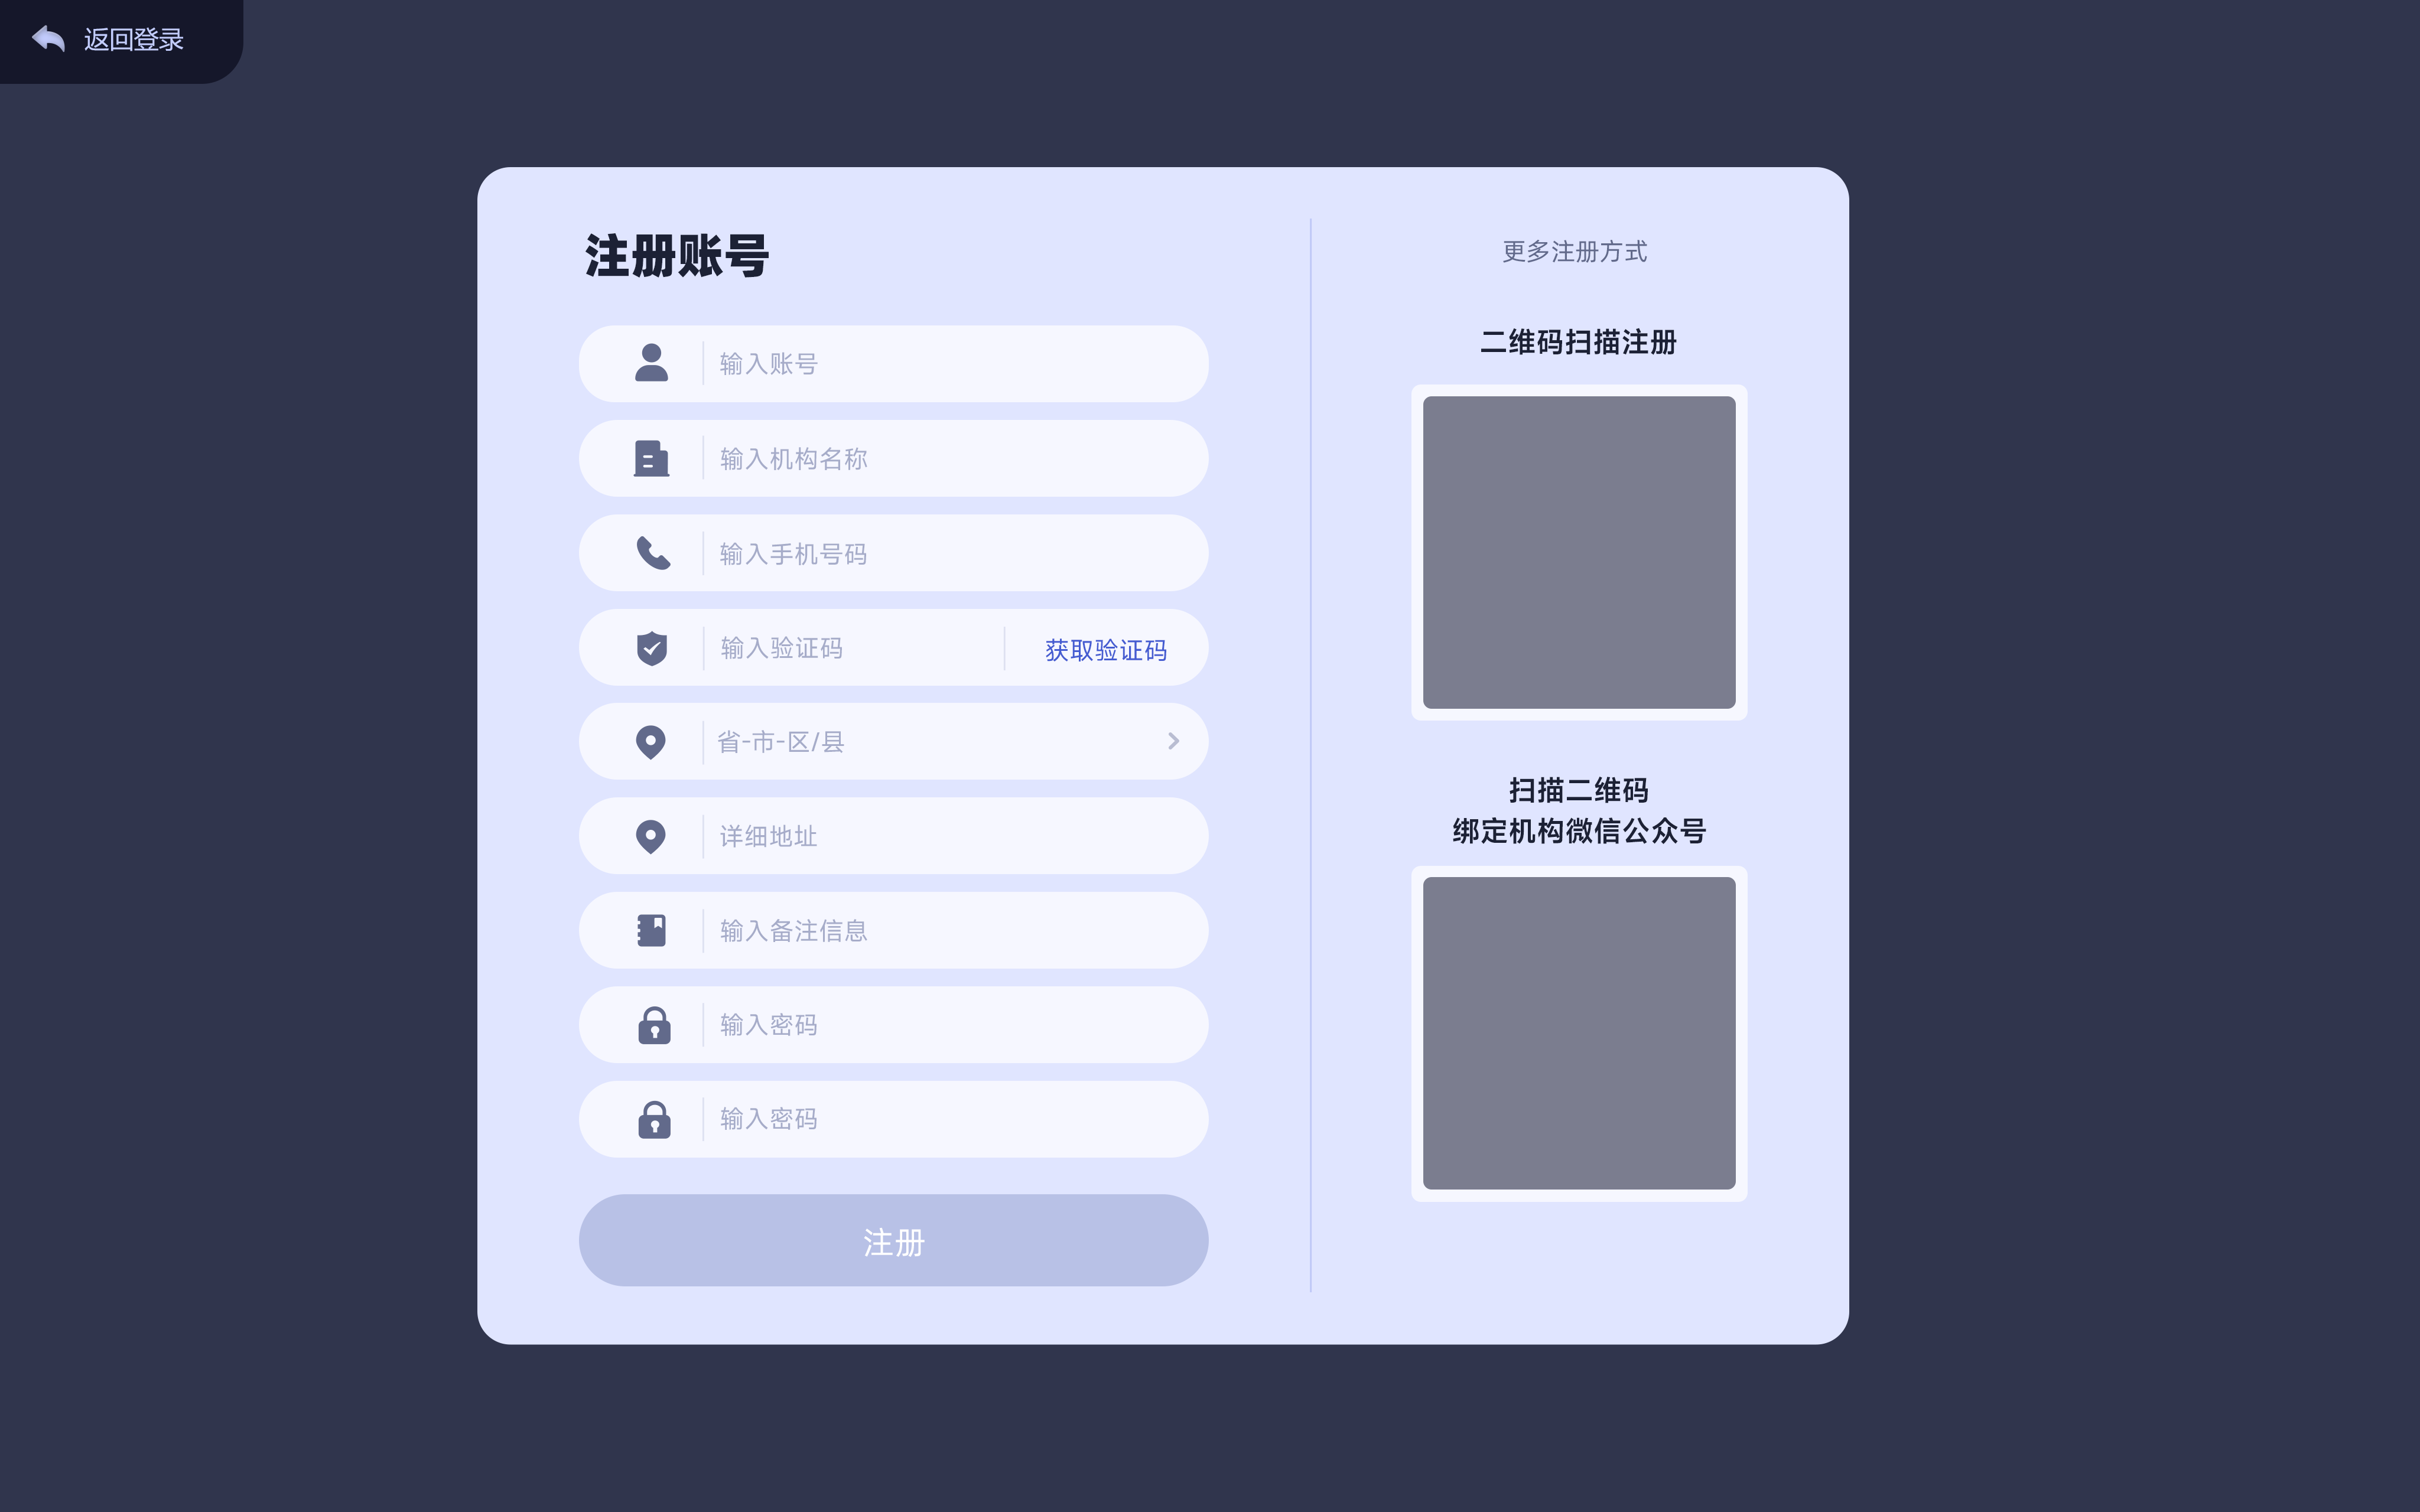 返回登录
注册账号
输入账号
输入机构名称
输入手机号码
输入验证码
获取验证码
省-市-区/县
详细地址
输入备注信息
输入密码
输入密码
注册
更多注册方式
二维码扫描注册
扫描二维码
绑定机构微信公众号